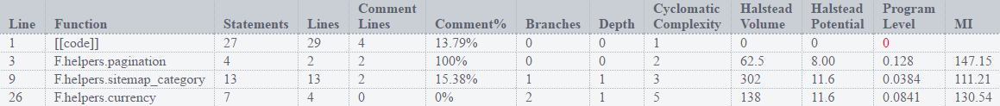 Line Function Statements Lines Comment Lines Comment% Branches Depth Cyclomatic Complexity Halstead Volume Halstead Potential Program Level MI
1 [[code]] 27 29 4 13.79% 0 0 1 0 0 0
3 F.helpers.pagination 4 2 2 100% 0 0 2 62.5 8.00 0.128 147.15
9 F.helpers.sitemap_category 13 13 2 15.38% 1 1 3 302 11.6 0.0384 111.21
26 F.helpers.currency 7 4 0 0% 2 1 5 138 11.6 0.0841 130.54